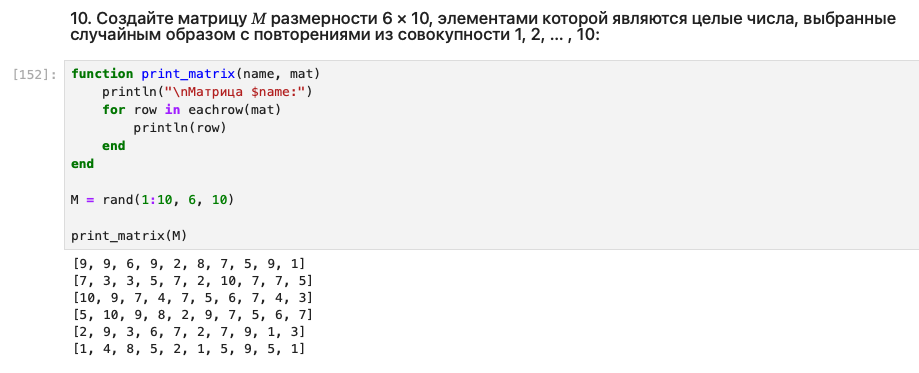 10. Создайте матрицу M размерности 6 × 10, элементами которой являются целые числа, выбранные
случайным образом с повторениями из совокупности 1, 2, ... , 10:
[152]: function print_matrix(name, mat)
println("\nМатрица $name:")
for row in eachrow(mat)
println(row)
end
end
M = rand(1:10, 6, 10)
print_matrix(M)
[9, 9, 6, 9, 2, 8, 7, 5, 9, 1]
[7, 3, 3, 5, 7, 2, 10, 7, 7, 5]
[10, 9, 7, 4, 7, 5, 6, 7, 4, 3]
[5, 10, 9, 8, 2, 9, 7, 5, 6, 7]
[2, 9, 3, 6, 7, 2, 7, 9, 1, 3]
[1, 4, 8, 5, 2, 1, 5, 9, 5, 1]